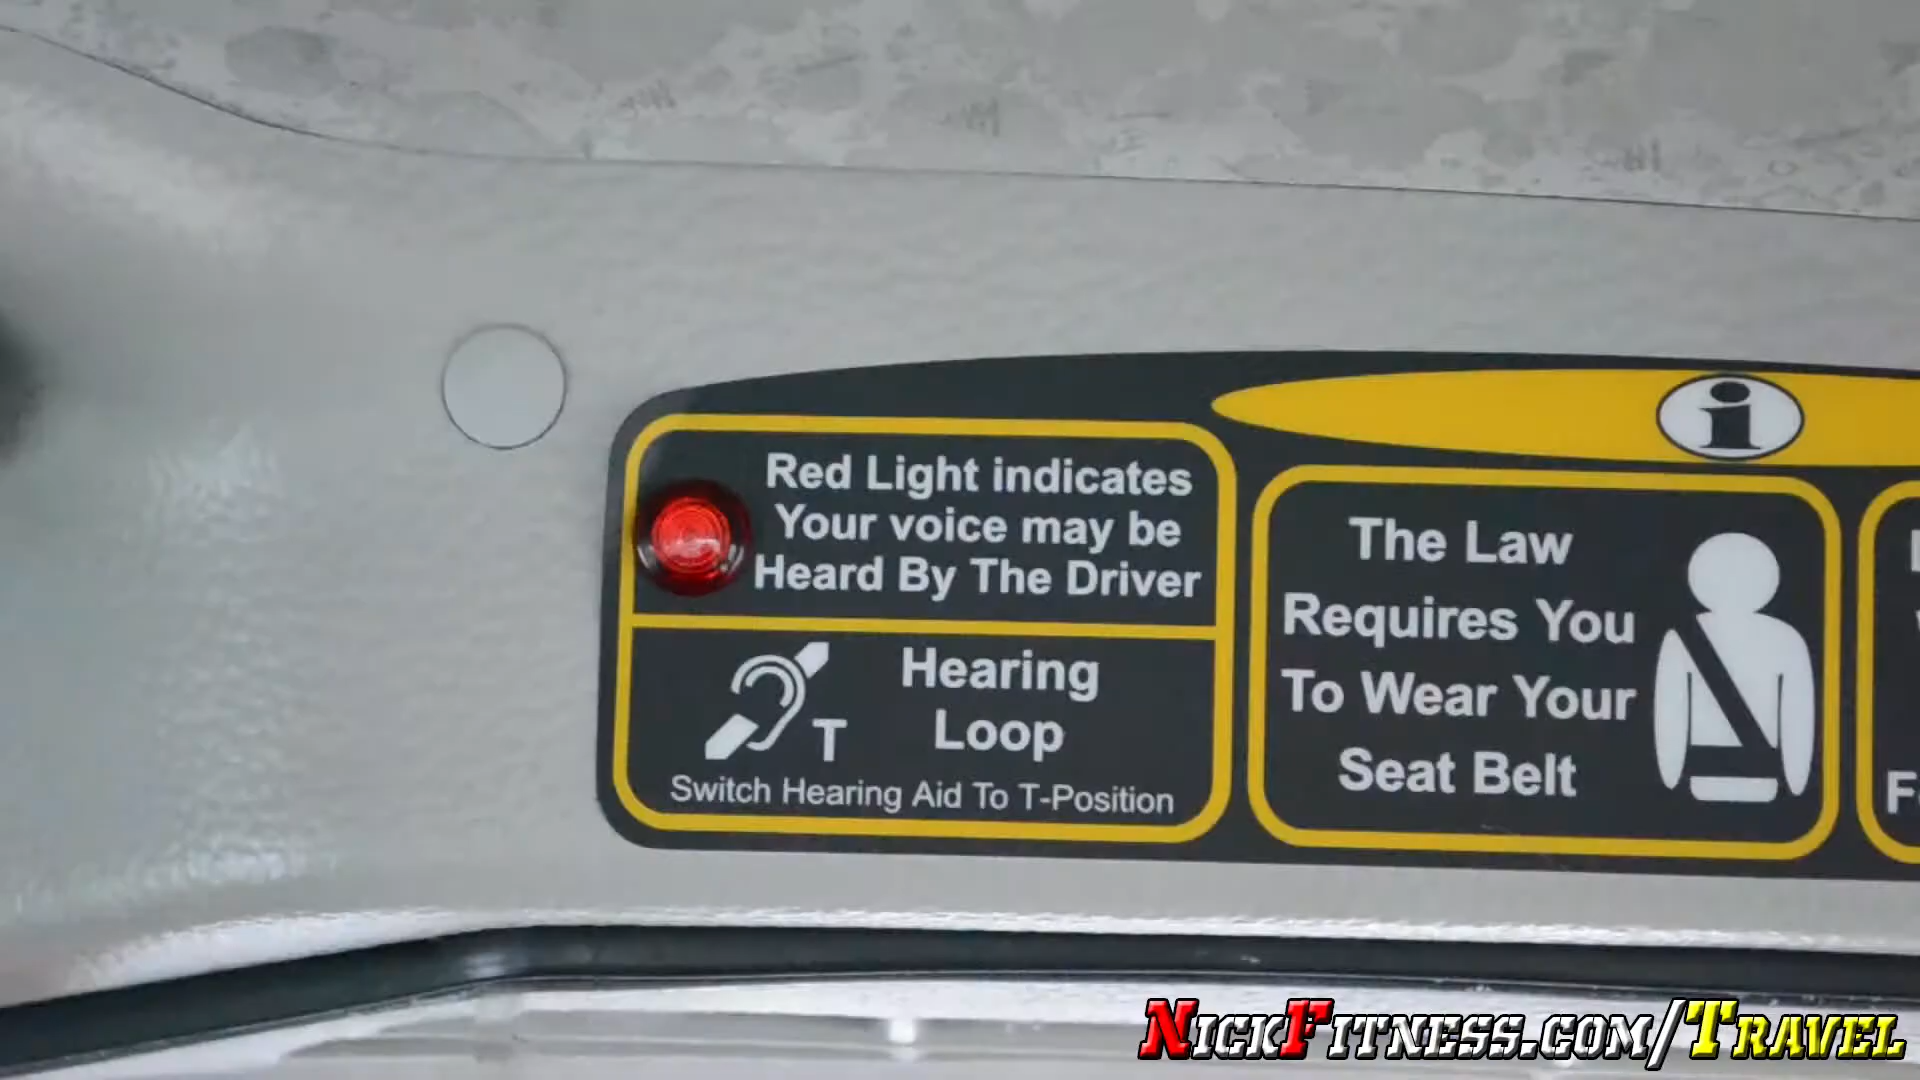 i
Red Light indicates
Your voice may be
Heard By The Driver
T
Hearing
Loop
Switch Hearing Aid To T-Position
The Law
Requires You
To Wear Your
Seat Belt
NickFitness.com/Travel